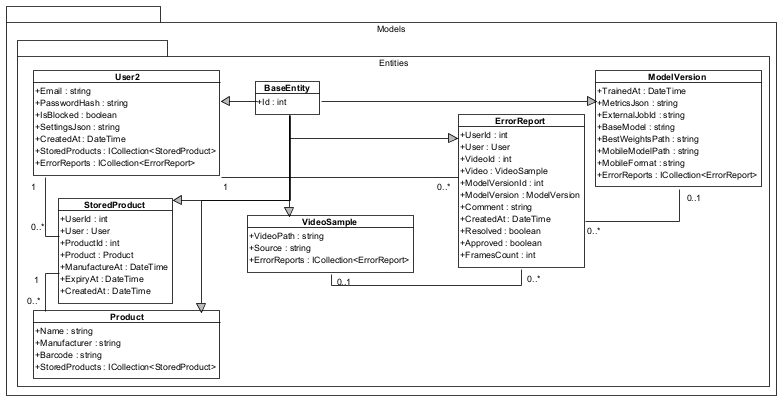 Models
Entities
User2
+Email : string
+PasswordHash : string
+IsBlocked : boolean
+SettingsJson : string
+CreatedAt : DateTime
+StoredProducts : ICollection<StoredProduct>
+ErrorReports : ICollection<ErrorReport>
BaseEntity
+Id : int
ModelVersion
+TrainedAt : DateTime
+MetricsJson : string
+ExternalJobId : string
+BaseModel : string
+BestWeightsPath : string
+MobileModelPath : string
+MobileFormat : string
+ErrorReports : ICollection<ErrorReport>
ErrorReport
+UserId : int
+User : User
+VideoId : int
+Video : VideoSample
+ModelVersionId : int
+ModelVersion : ModelVersion
+Comment : string
+CreatedAt : DateTime
+Resolved : boolean
+Approved : boolean
+FramesCount : int
1
1
0..*
0..1
StoredProduct
+UserId : int
+User : User
+ProductId : int
+Product : Product
+ManufactureAt : DateTime
+ExpiryAt : DateTime
+CreatedAt : DateTime
0..*
VideoSample
+VideoPath : string
+Source : string
+ErrorReports : ICollection<ErrorReport>
0..*
1
0..1
0..*
0..*
Product
+Name : string
+Manufacturer : string
+Barcode : string
+StoredProducts : ICollection<StoredProduct>